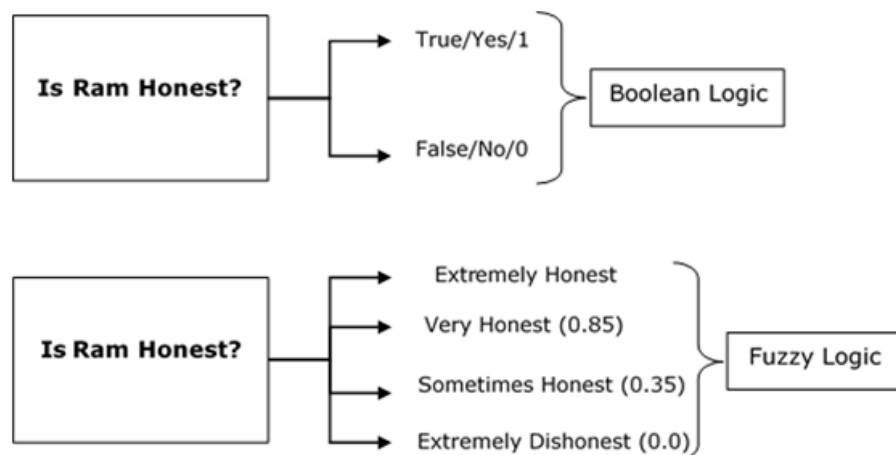 Is Ram Honest?
True/Yes/1
False/No/0
Boolean Logic
Is Ram Honest?
Extremely Honest
Very Honest (0.85)
Sometimes Honest (0.35)
Extremely Dishonest (0.0)
Fuzzy Logic